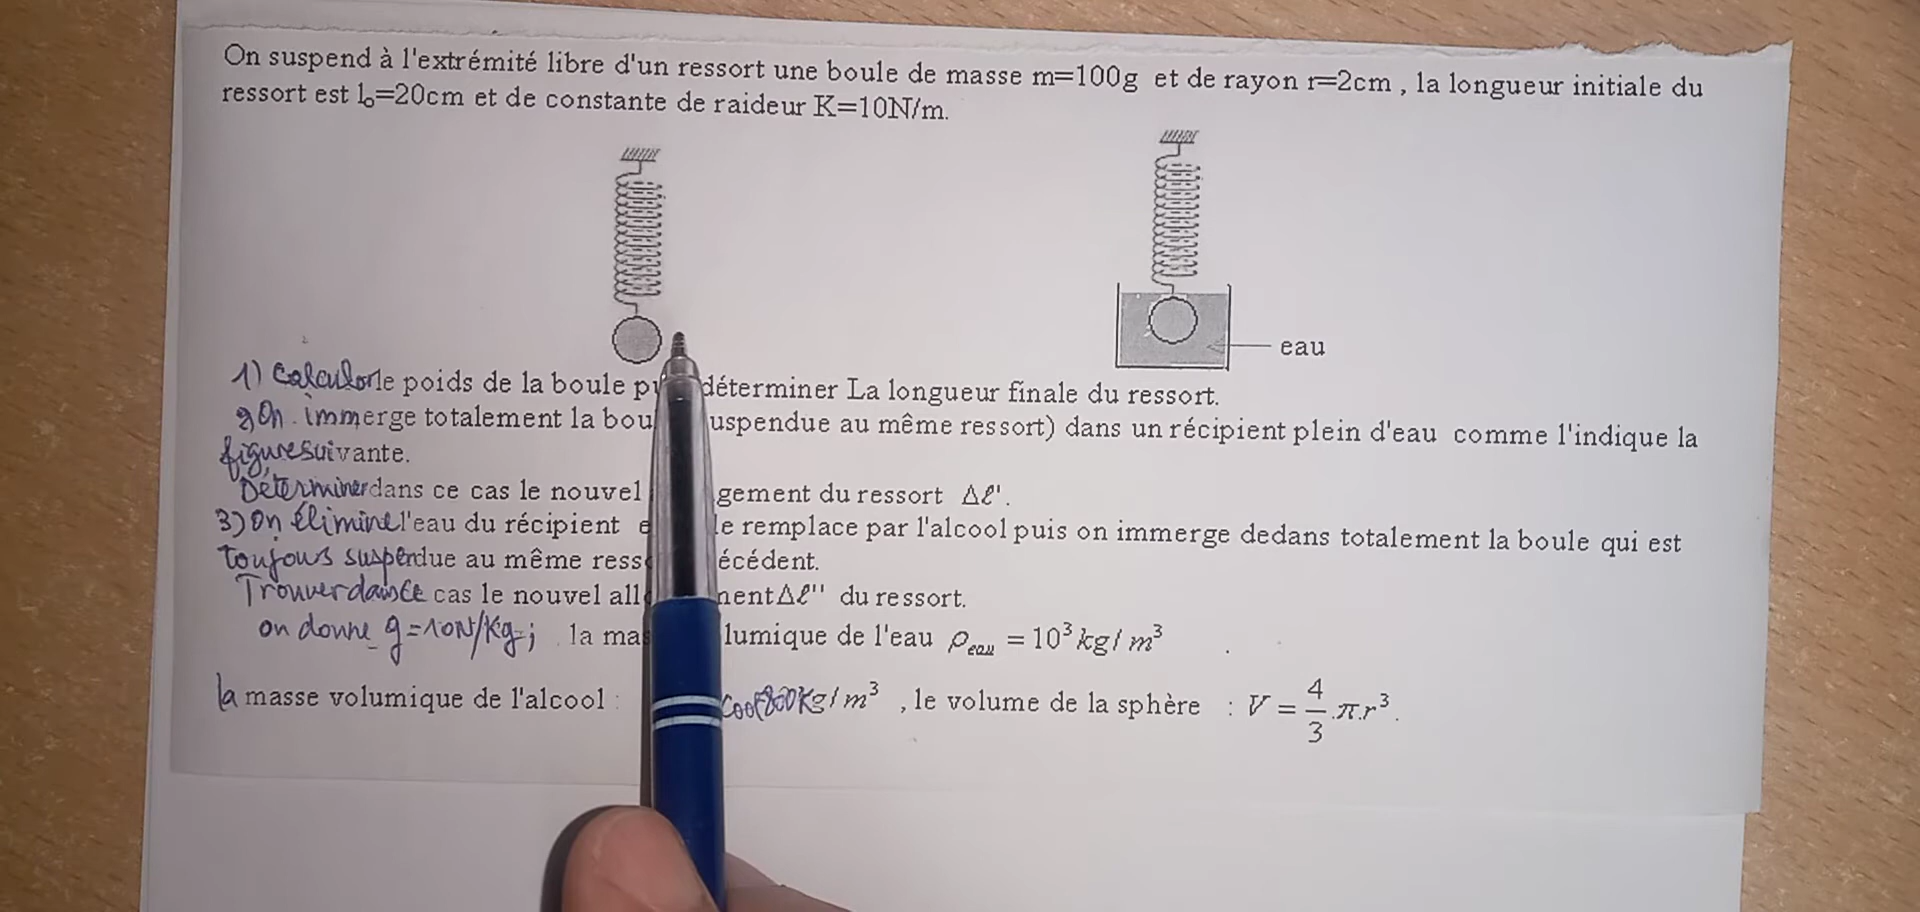 On suspend à l'extrémité libre d'un ressort une boule de masse m=100g et de rayon r=2cm , la longueur initiale du
ressort est l₀=20cm et de constante de raideur K=10N/m.
eau
1) Calculer le poids de la boule déterminer La longueur finale du ressort.
2) On immerge totalement la bou uspendue au même ressort) dans un récipient plein d'eau comme l'indique la
figure suivante.
Déterminer dans ce cas le nouvel gement du ressort Δℓ'.
3) On élimine l'eau du récipient e le remplace par l'alcool puis on immerge dedans totalement la boule qui est
toujours suspendue au même ress écédent.
Trouver dans ce cas le nouvel all ment Δℓ'' du ressort.
on donne g=10N/Kg ; la mas lumique de l'eau ρeau = 10³ kg/m³ .
la masse volumique de l'alcool : cool=800Kg/m³ , le volume de la sphère : V = 4/3 .π.r³.